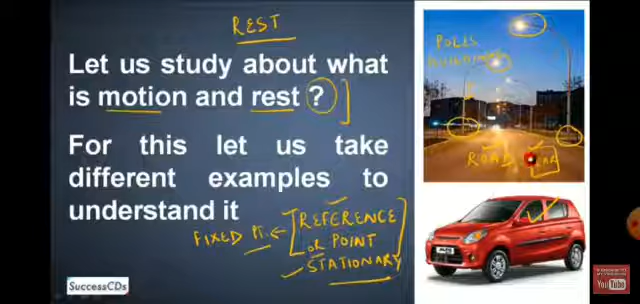 REST
Let us study about what
is motion and rest ?
For this let us take
different examples to
understand it
FIXED PT. ← REFERENCE
OR POINT
STATIONARY
SuccessCDs
POLES
ROAD
YouTube